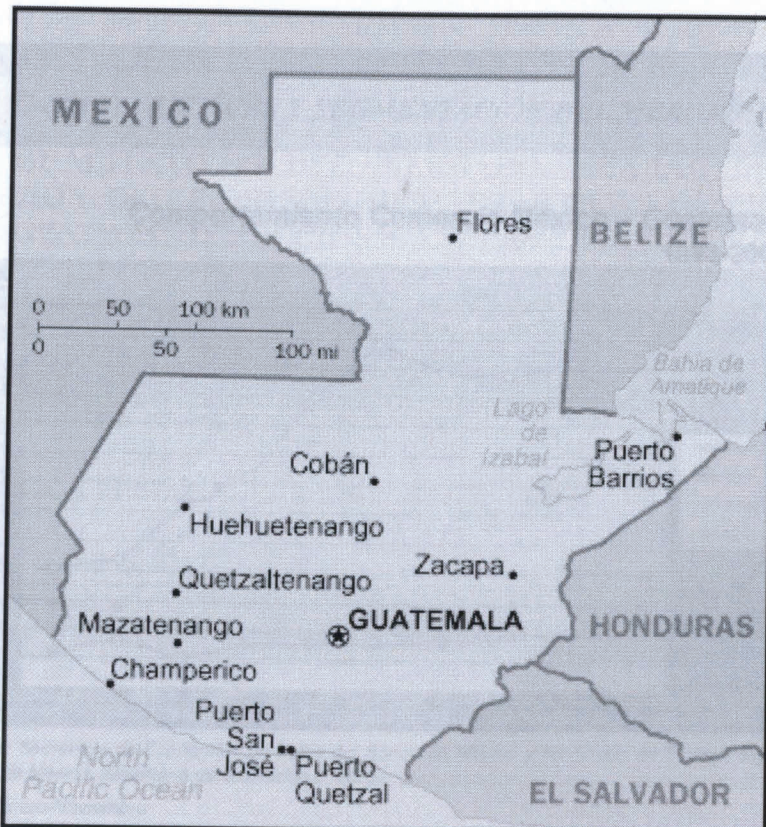 MEXICO
Flores
BELIZE
0 50 100 km
0 50 100 mi
Bahia de
Amatique
Lago
de
Izabal
Puerto
Barrios
Cobán
Huehuetenango
Zacapa
Quetzaltenango
GUATEMALA
Mazatenango
HONDURAS
Champerico
Puerto
San
José
Puerto
Quetzal
North
Pacific Ocean
EL SALVADOR